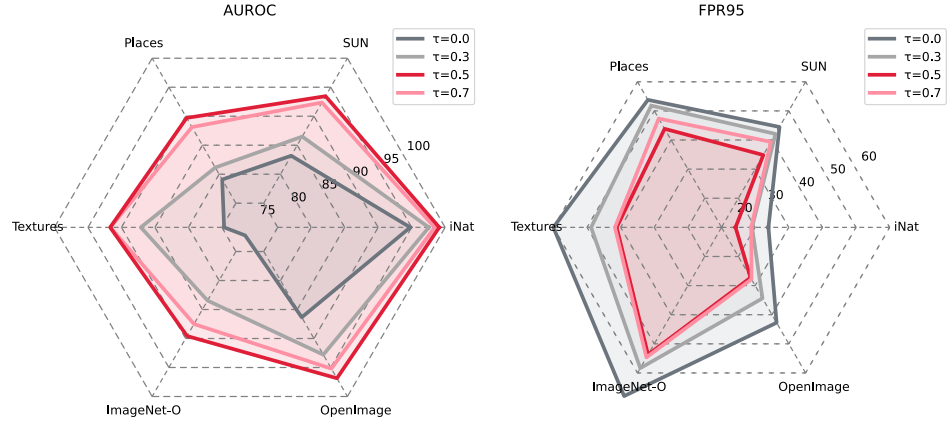 AUROC
Places
SUN
τ=0.0
τ=0.3
τ=0.5
τ=0.7
100
95
90
85
80
75
Textures
iNat
ImageNet-O
OpenImage
FPR95
Places
SUN
τ=0.0
τ=0.3
τ=0.5
τ=0.7
60
50
40
30
20
Textures
iNat
ImageNet-O
OpenImage